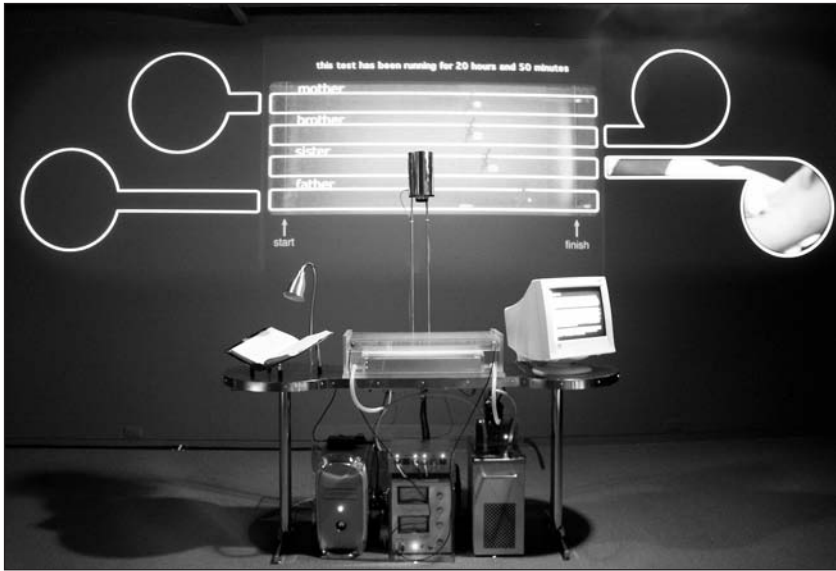 this test has been running for 20 hours and 50 minutes
mother
brother
sister
father
start
finish